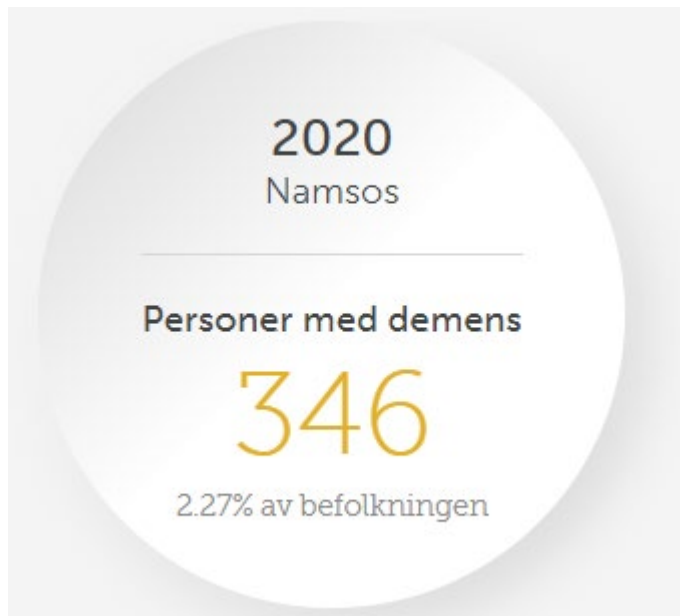 2020
Namsos
Personer med demens
346
2.27% av befolkningen